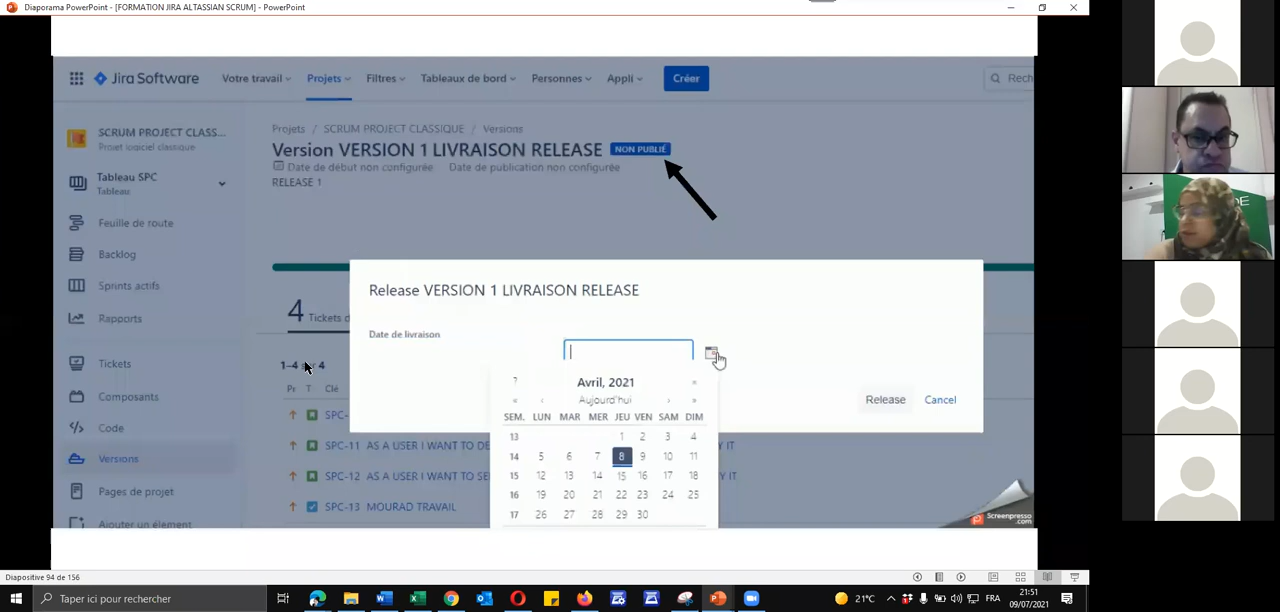 Diaporama PowerPoint - [FORMATION JIRA ALTASSIAN SCRUM] - PowerPoint
Jira Software
Votre travail
Projets
Filtres
Tableaux de bord
Personnes
Appli
Créer
Rech
SCRUM PROJECT CLASS...
Projet logiciel classique
Tableau SPC
Tableau
Feuille de route
Backlog
Sprints actifs
Rapports
Tickets
Composants
Code
Versions
Pages de projet
Ajouter un élément
Projets / SCRUM PROJECT CLASSIQUE / Versions
Version VERSION 1 LIVRAISON RELEASE NON PUBLIÉ
Date de début non configurée Date de publication non configurée
RELEASE 1
4 Tickets d
1–4 4
Pr T Clé
SPC-
SPC-11 AS A USER I WANT TO DE Y IT
SPC-12 AS A USER I WANT TO SE Y IT
SPC-13 MOURAD TRAVAIL
Release VERSION 1 LIVRAISON RELEASE
Date de livraison
Release Cancel
? Avril, 2021 ×
« ‹ Aujourd'hui › »
SEM. LUN MAR MER JEU VEN SAM DIM
13 1 2 3 4
14 5 6 7 8 9 10 11
15 12 13 14 15 16 17 18
16 19 20 21 22 23 24 25
17 26 27 28 29 30
Screenpresso
.com
DE
Diapositive 94 de 156
Taper ici pour rechercher
21°C
FRA
21:51
09/07/2021